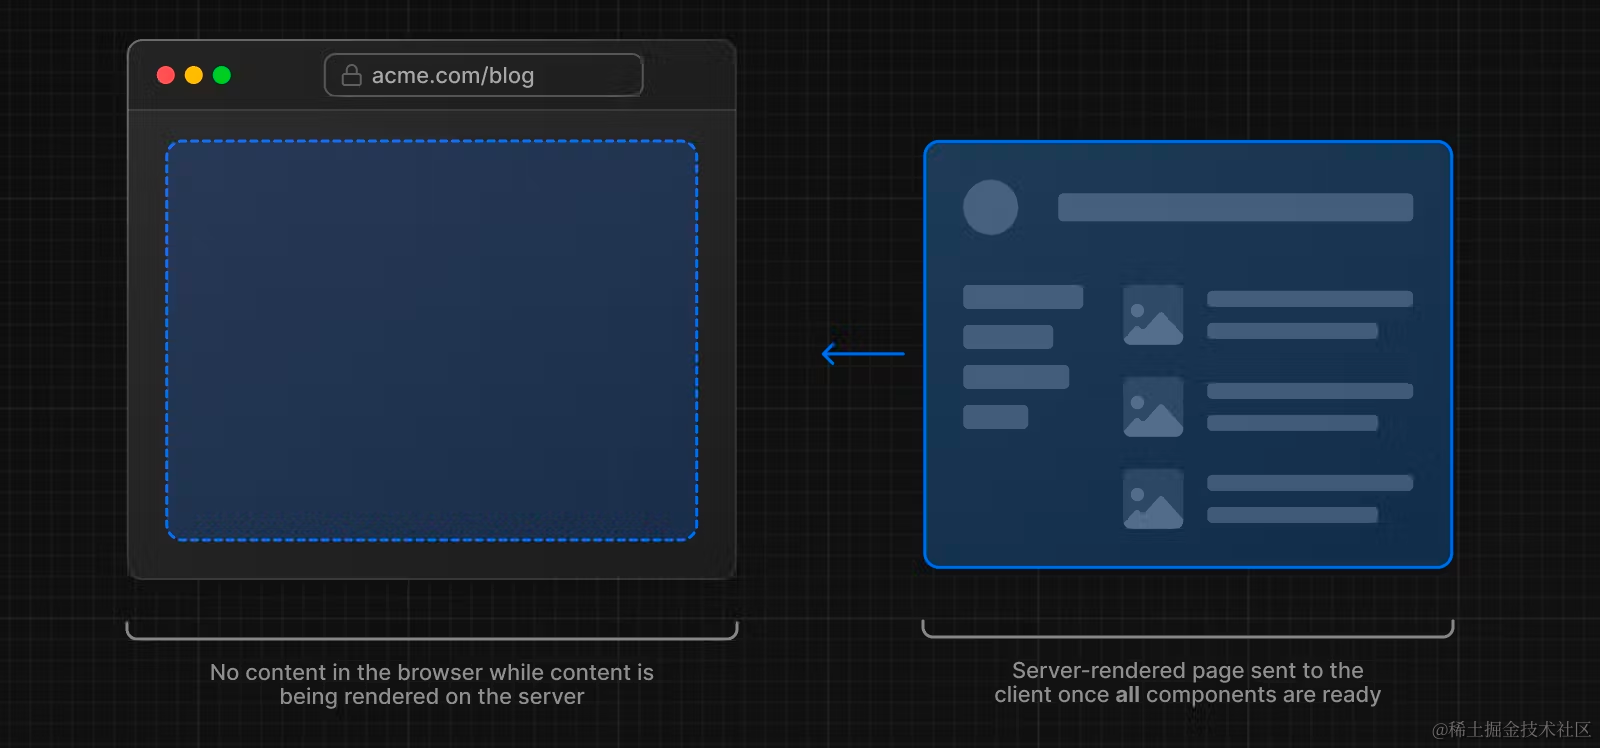 acme.com/blog
No content in the browser while content is
being rendered on the server
Server-rendered page sent to the
client once all components are ready
@稀土掘金技术社区